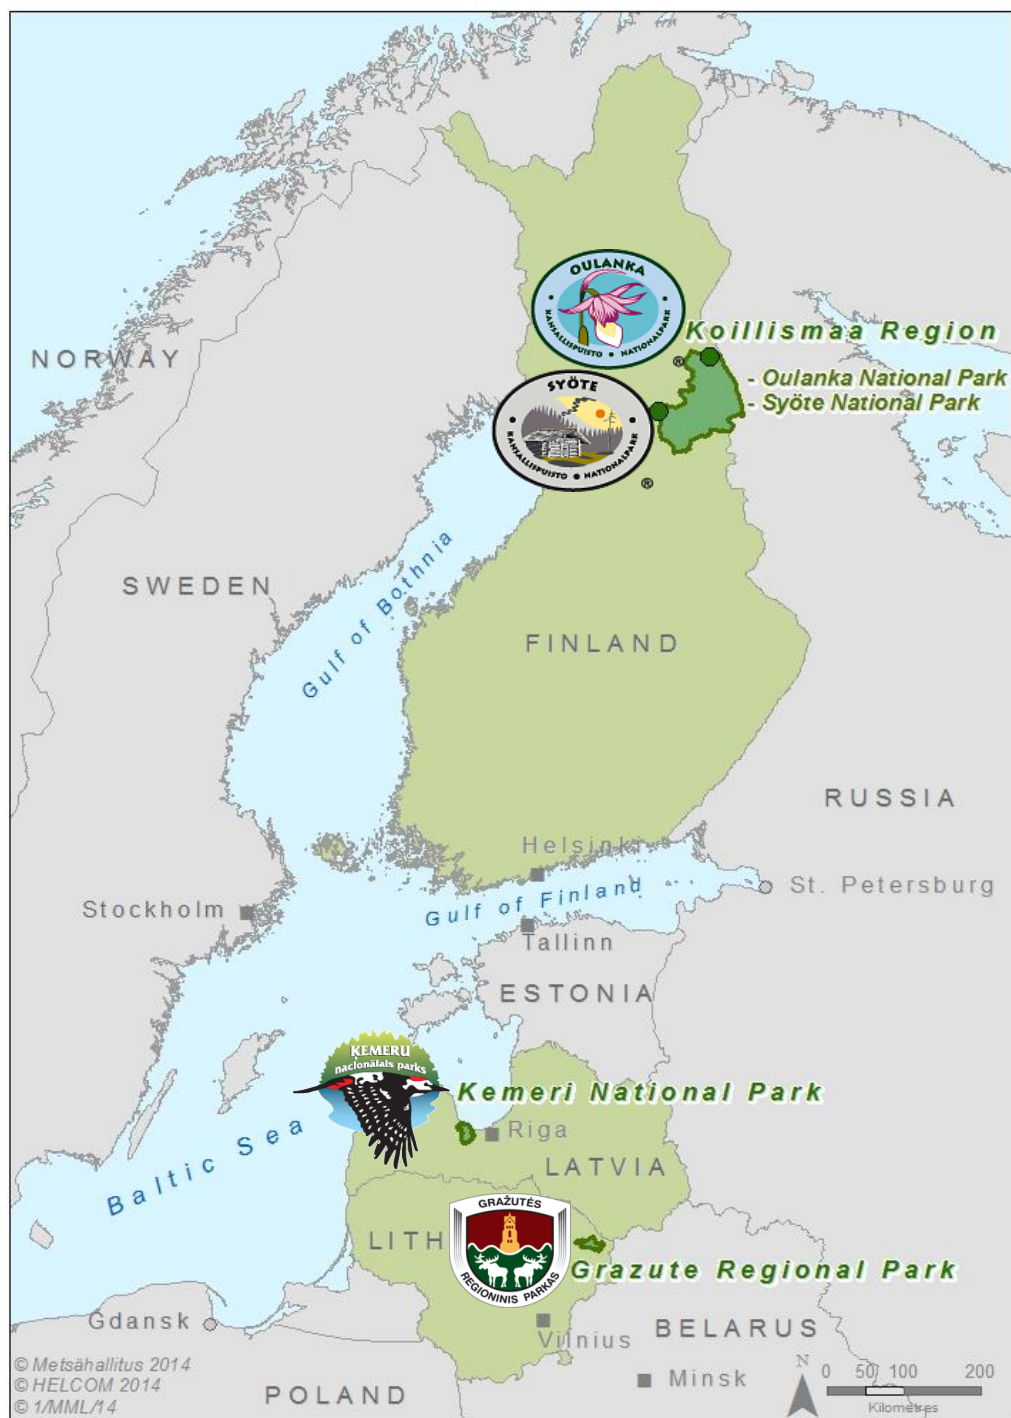 OULANKA
KANSALLISPUISTO • NATIONALPARK
®
Koillismaa Region
- Oulanka National Park
- Syöte National Park
SYÖTE
KANSALLISPUISTO • NATIONALPARK
®
NORWAY
SWEDEN
Gulf of Bothnia
FINLAND
RUSSIA
Helsinki
Gulf of Finland
St. Petersburg
Stockholm
Tallinn
ESTONIA
ĶEMERU
nacionālais parks
Kemeri National Park
Riga
Baltic Sea
LATVIA
LITH
GRAŽUTĖS
REGIONINIS PARKAS
Grazute Regional Park
Gdansk
Vilnius
BELARUS
Minsk
POLAND
© Metsähallitus 2014
© HELCOM 2014
© 1/MML/14
N
0 50 100 200
Kilometres